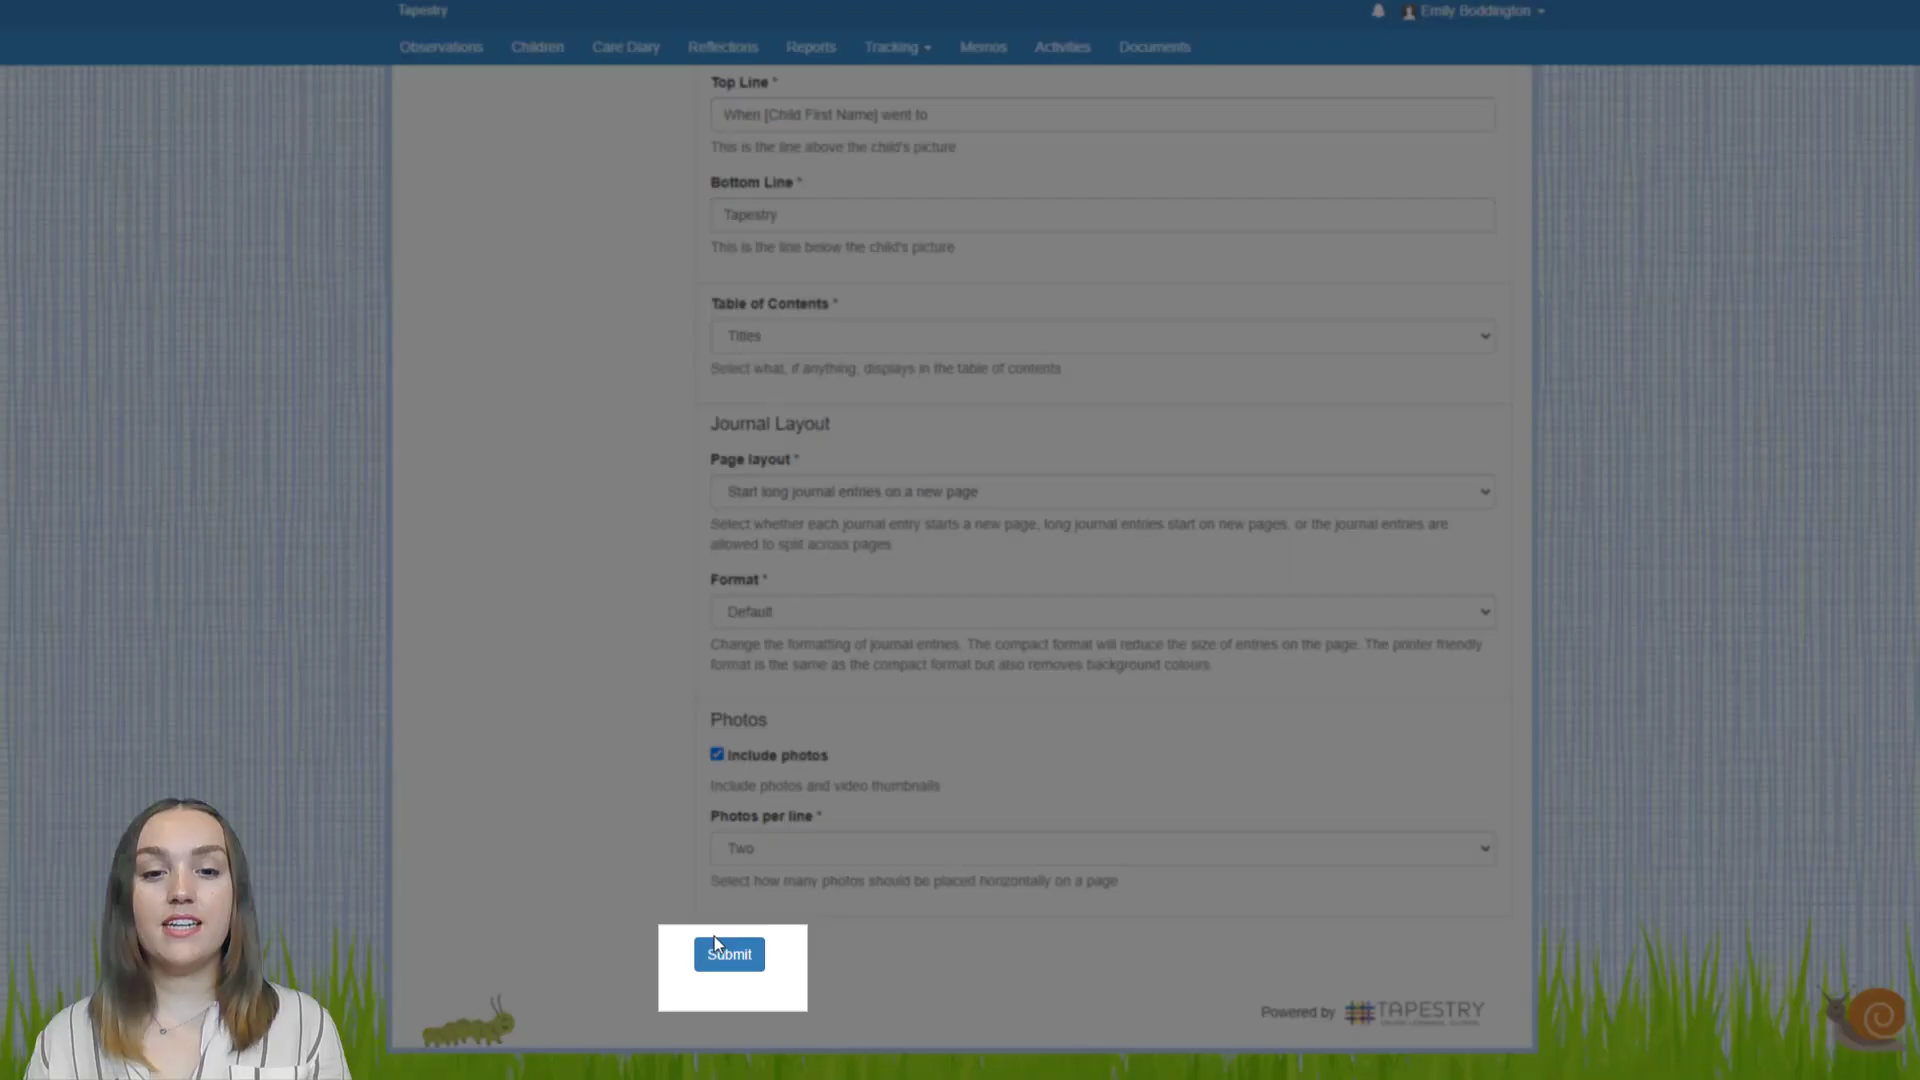 Tapestry
Emily Boddington
Observations Children Care Diary Reflections Reports Tracking Memos Activities Documents
Top Line *
When [Child First Name] went to
This is the line above the child's picture
Bottom Line *
Tapestry
This is the line below the child's picture
Table of Contents *
Titles
Select what, if anything, displays in the table of contents
Journal Layout
Page layout *
Start long journal entries on a new page
Select whether each journal entry starts a new page, long journal entries start on new pages, or the journal entries are
allowed to split across pages
Format *
Default
Change the formatting of journal entries. The compact format will reduce the size of entries on the page. The printer friendly
format is the same as the compact format but also removes background colours
Photos
Include photos
Include photos and video thumbnails
Photos per line *
Two
Select how many photos should be placed horizontally on a page
Submit
Powered by TAPESTRY